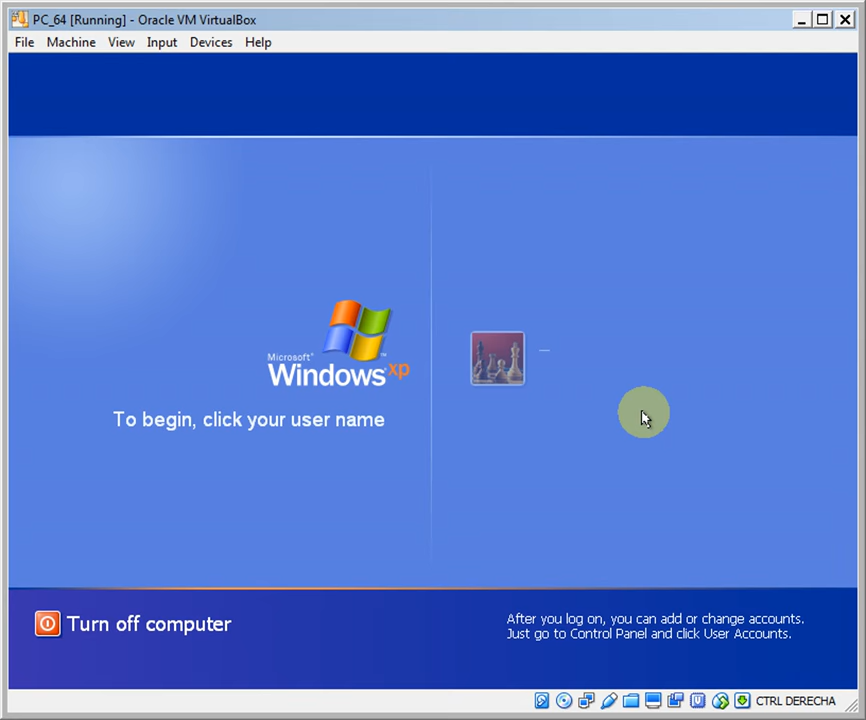 PC_64 [Running] - Oracle VM VirtualBox
File Machine View Input Devices Help
Microsoft®
Windows xp
To begin, click your user name
—
Turn off computer
After you log on, you can add or change accounts.
Just go to Control Panel and click User Accounts.
CTRL DERECHA